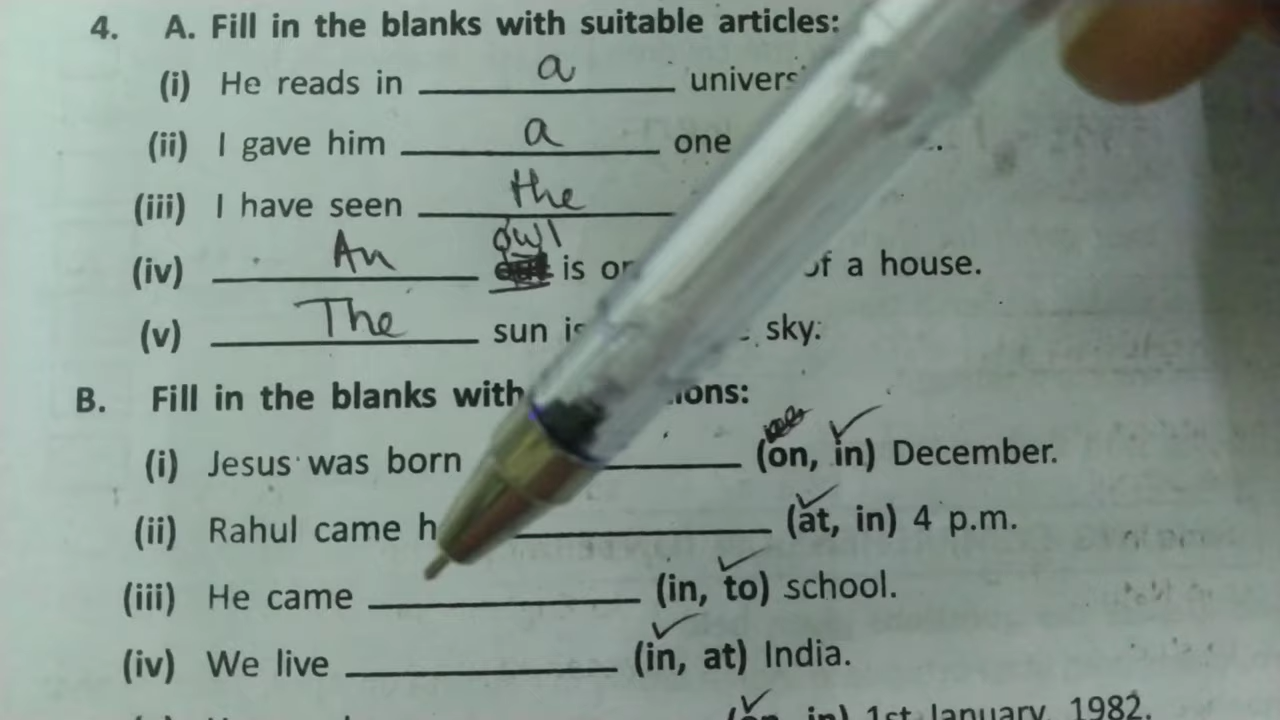 4. A. Fill in the blanks with suitable articles:
(i) He reads in a
(ii) I gave him a one .
(iii) I have seen the
(iv) An owl is of a house.
(v) The sun sky.
B. Fill in the blanks with
(i) Jesus was born (on, in) December.
(ii) Rahul came (at, in) 4 p.m.
(iii) He came (in, to) school.
(iv) We live (in, at) India.
in) 1st January, 1982.